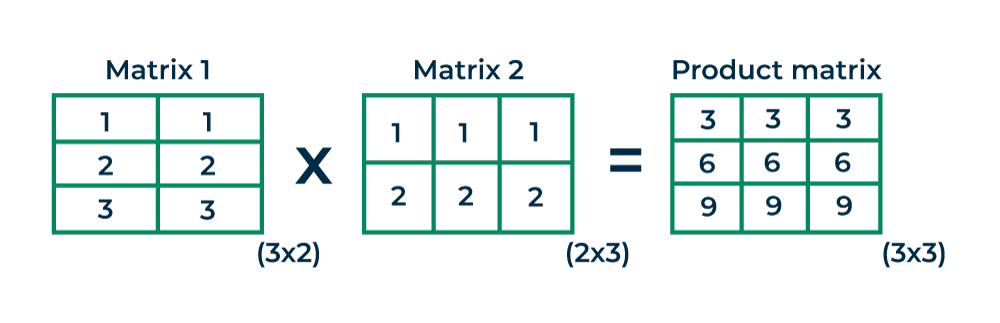 Matrix 1 Matrix 2 Product matrix
1 1
2 2
3 3
(3x2)
X
1 1 1
2 2 2
(2x3)
=
3 3 3
6 6 6
9 9 9
(3x3)